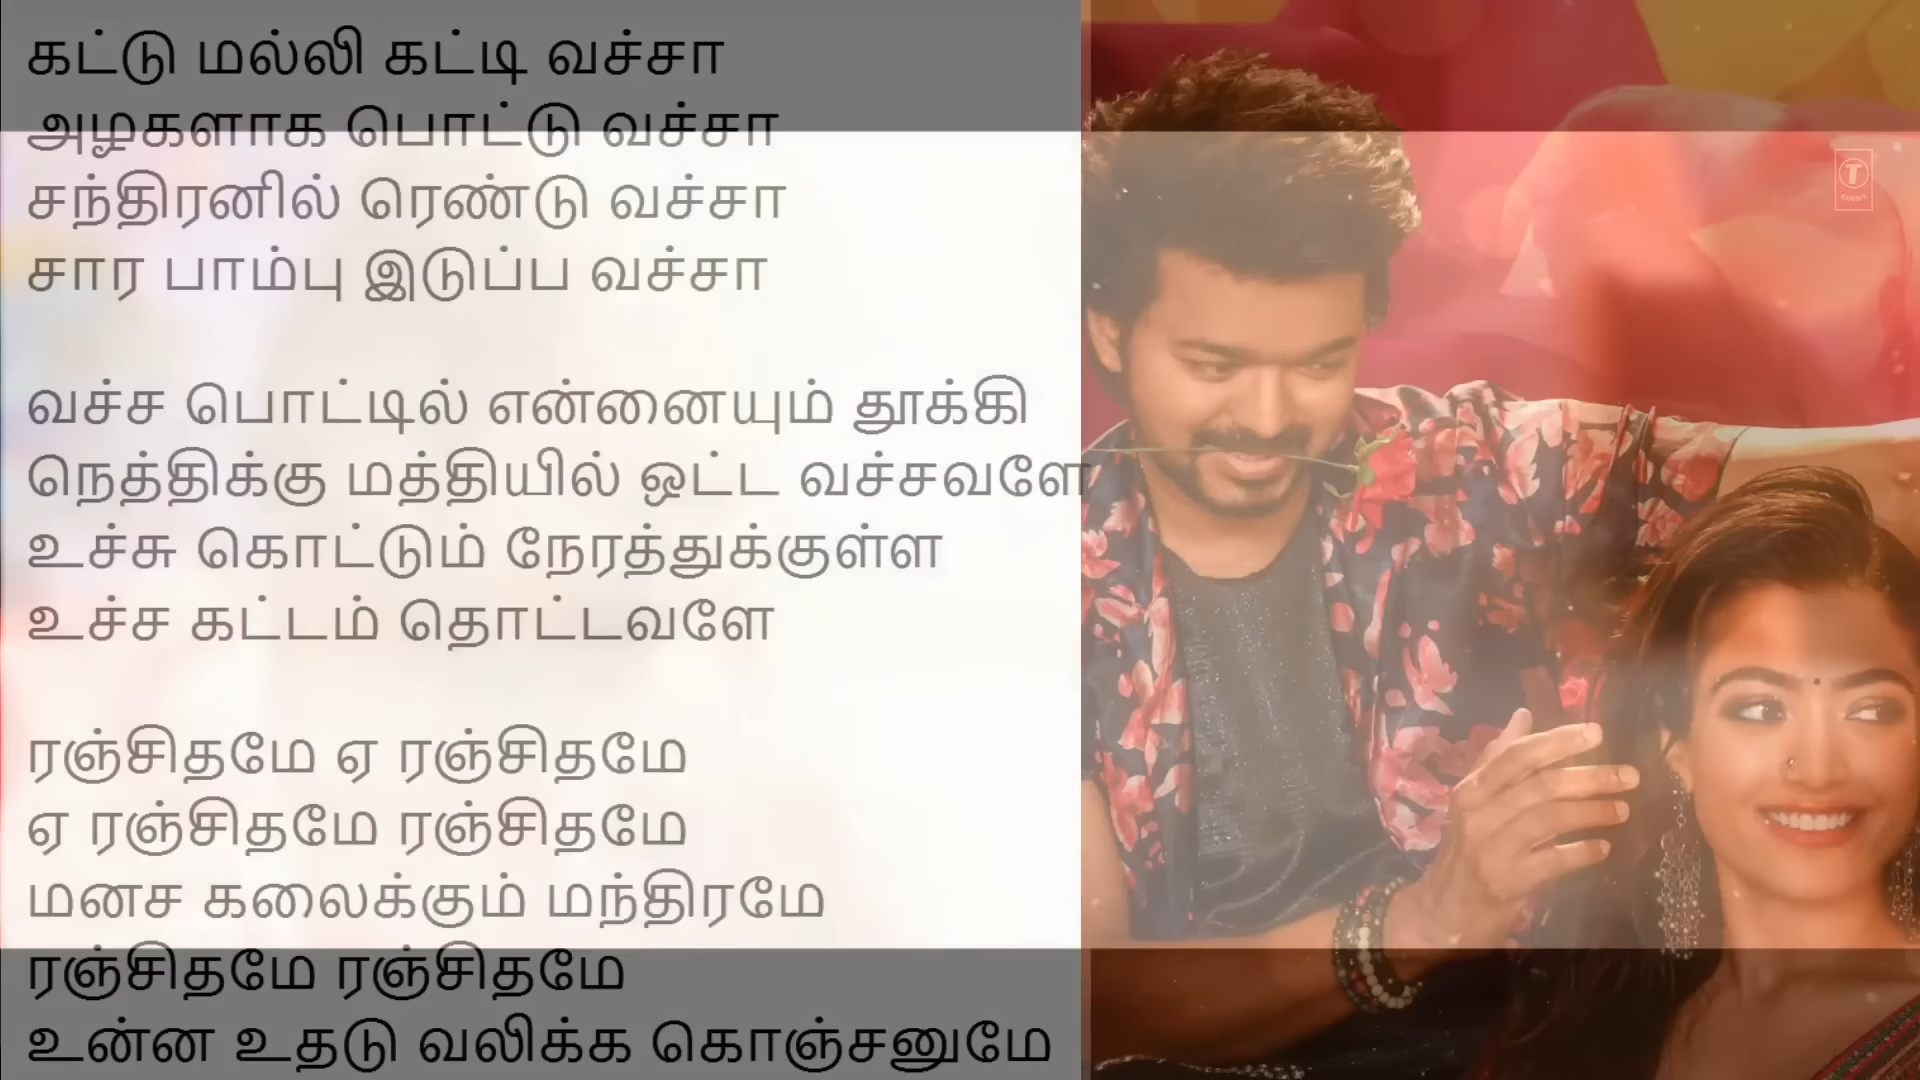 கட்டு மல்லி கட்டி வச்சா
அழகளாக பொட்டு வச்சா
சந்திரனில் ரெண்டு வச்சா
சார பாம்பு இடுப்ப வச்சா
வச்ச பொட்டில் என்னையும் தூக்கி
நெத்திக்கு மத்தியில் ஒட்ட வச்சவளே
உச்சு கொட்டும் நேரத்துக்குள்ள
உச்ச கட்டம் தொட்டவளே
ரஞ்சிதமே ஏ ரஞ்சிதமே
ஏ ரஞ்சிதமே ரஞ்சிதமே
மனச கலைக்கும் மந்திரமே
ரஞ்சிதமே ரஞ்சிதமே
உன்ன உதடு வலிக்க கொஞ்சனுமே
T
SERIES